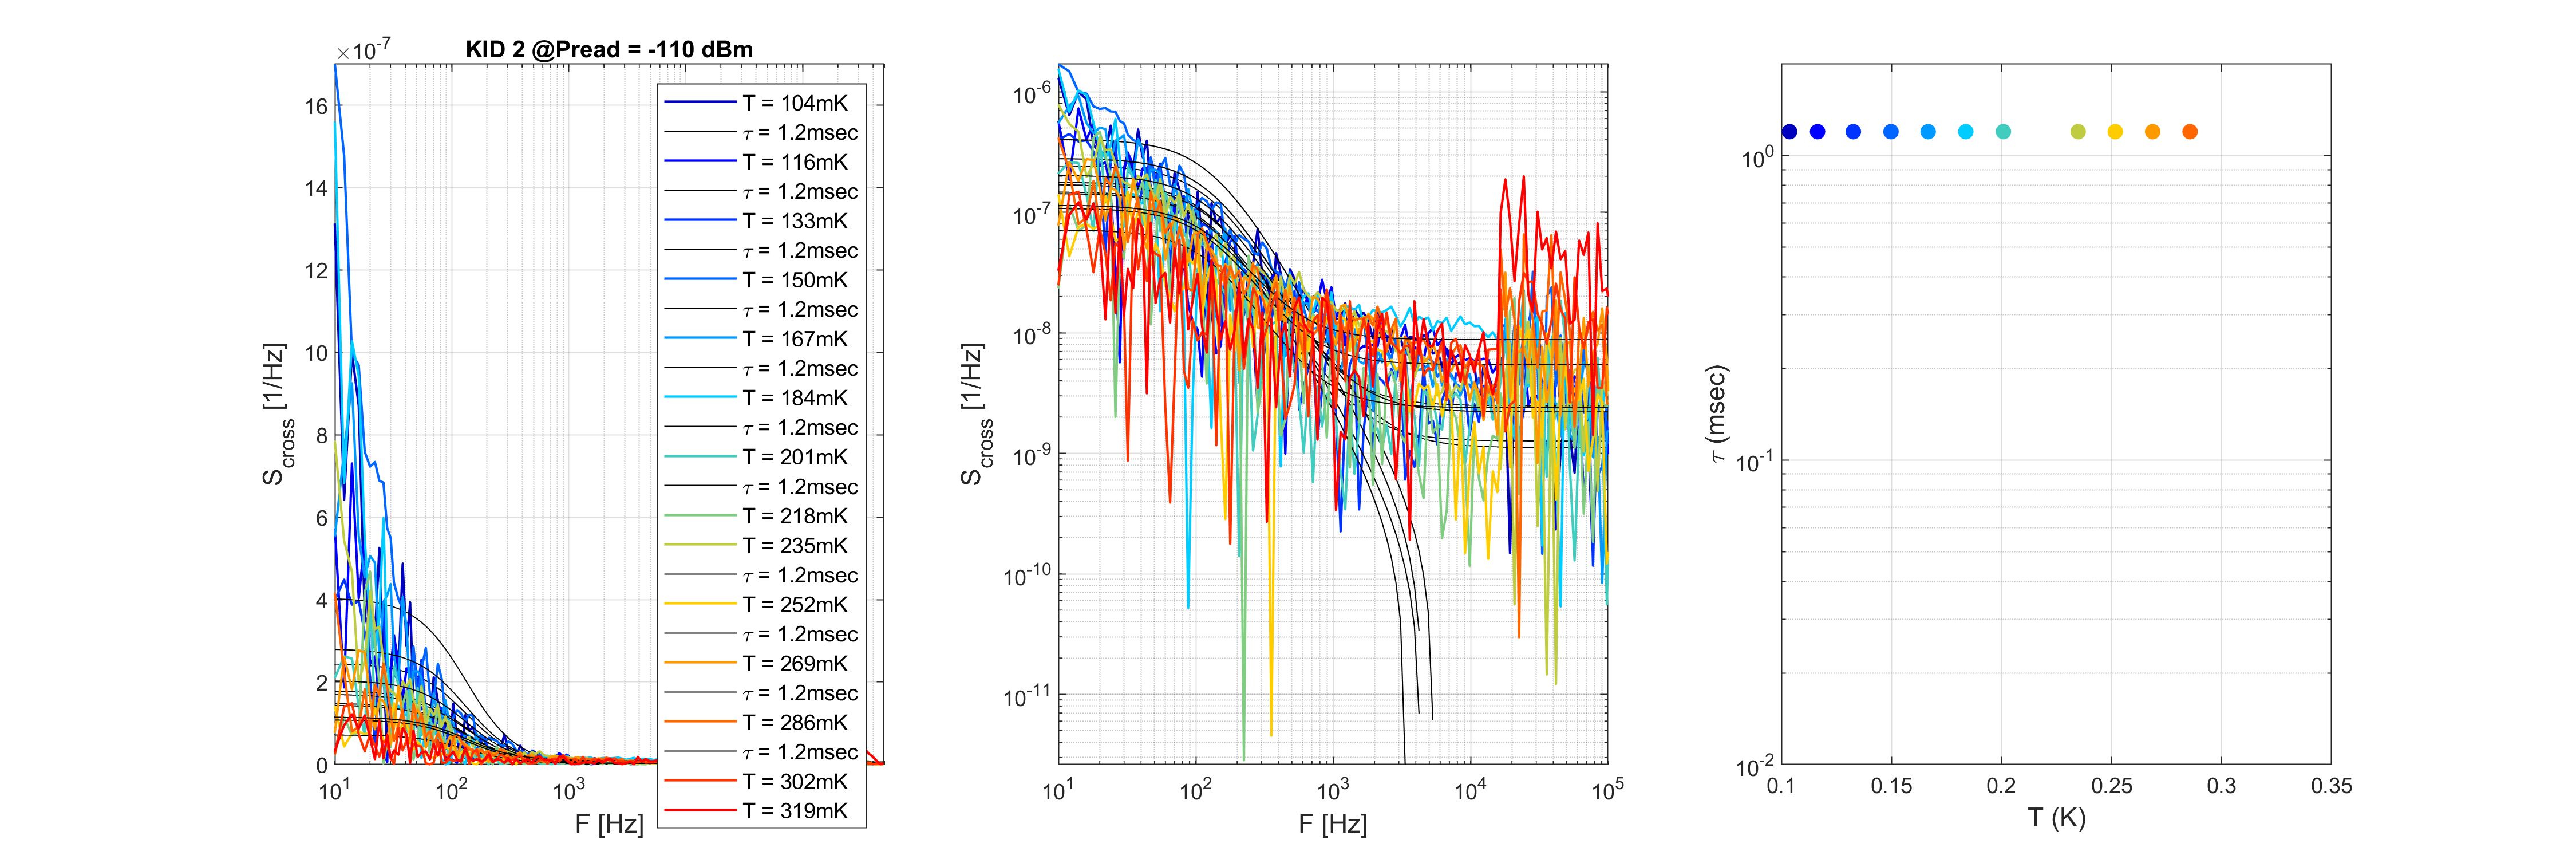 KID 2 @Pread = -110 dBm
×10⁻⁷
16
14
12
10
8
6
4
2
0
S_cross [1/Hz]
10¹ 10² 10³
F [Hz]
T = 104mK
τ = 1.2msec
T = 116mK
τ = 1.2msec
T = 133mK
τ = 1.2msec
T = 150mK
τ = 1.2msec
T = 167mK
τ = 1.2msec
T = 184mK
τ = 1.2msec
T = 201mK
τ = 1.2msec
T = 218mK
T = 235mK
τ = 1.2msec
T = 252mK
τ = 1.2msec
T = 269mK
τ = 1.2msec
T = 286mK
τ = 1.2msec
T = 302mK
T = 319mK
10⁻⁶
10⁻⁷
10⁻⁸
10⁻⁹
10⁻¹⁰
10⁻¹¹
S_cross [1/Hz]
10¹ 10² 10³ 10⁴ 10⁵
F [Hz]
10⁰
10⁻¹
10⁻²
τ (msec)
0.1 0.15 0.2 0.25 0.3 0.35
T (K)